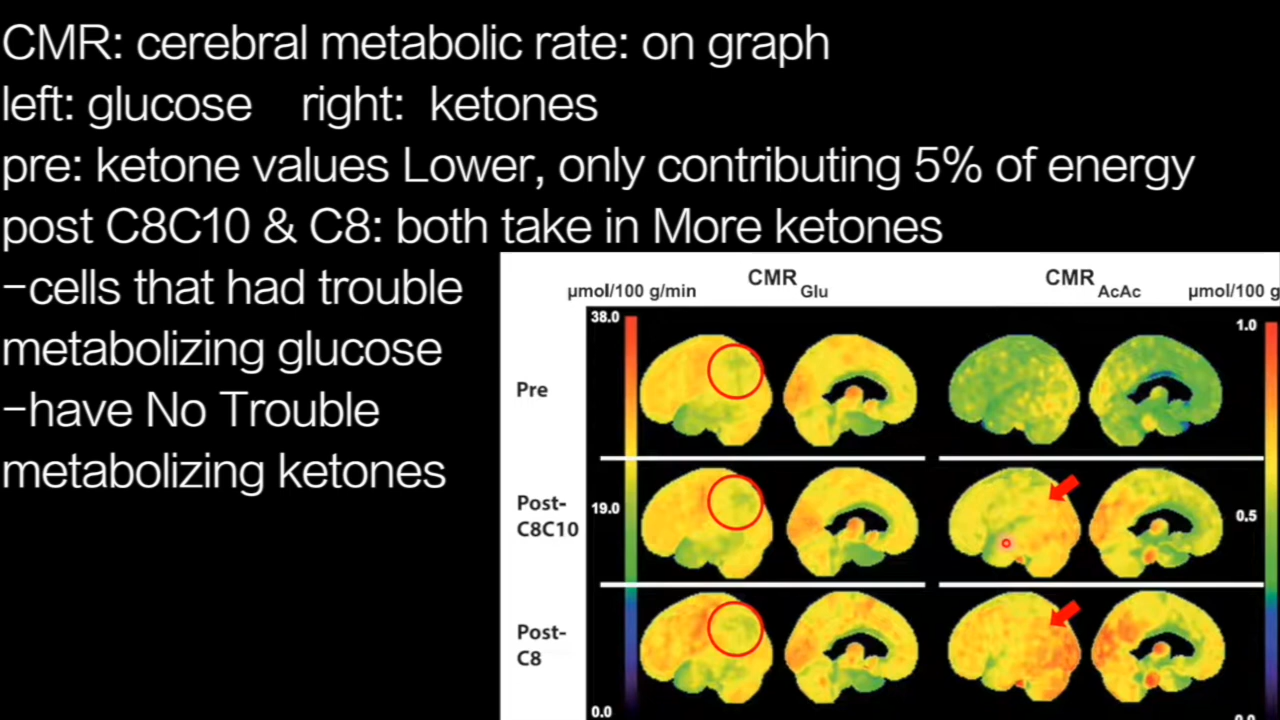 CMR: cerebral metabolic rate: on graph
left: glucose right: ketones
pre: ketone values Lower, only contributing 5% of energy
post C8C10 & C8: both take in More ketones
-cells that had trouble
metabolizing glucose
-have No Trouble
metabolizing ketones
CMR Glu
CMR AcAc
µmol/100 g/min
µmol/100 g
38.0
1.0
Pre
Post-
C8C10
19.0
0.5
Post-
C8
0.0